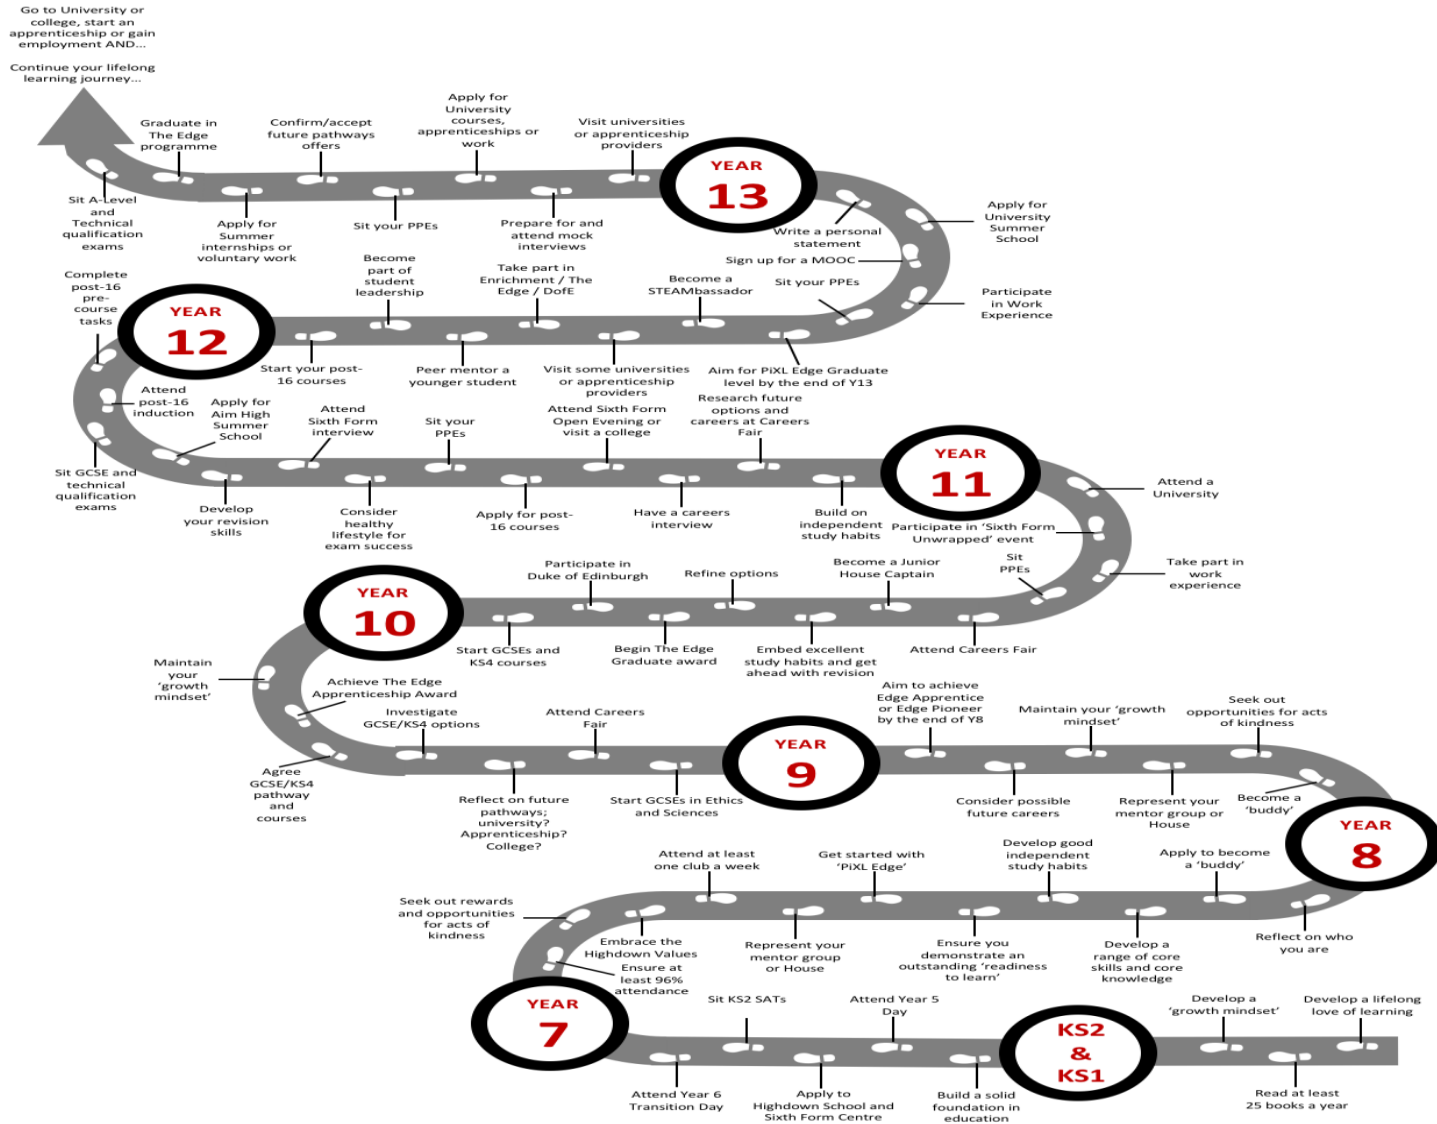 Go to University or
college, start an
apprenticeship or gain
employment AND...
Continue your lifelong
learning journey...
Graduate in
The Edge
programme
Confirm/accept
future pathways
offers
Apply for
University
courses,
apprenticeships or
work
Visit universities
or apprenticeship
providers
YEAR
13
Sit A-Level
and
Technical
qualification
exams
Apply for
Summer
internships or
voluntary work
Sit your PPEs
Prepare for and
attend mock
interviews
Write a personal
statement
Apply for
University
Summer
School
Sign up for a MOOC
Participate
in Work
Experience
Sit your PPEs
Complete
post-16
pre-
course
tasks
YEAR
12
Become
part of
student
leadership
Take part in
Enrichment / The
Edge / DofE
Become a
STEAMbassador
Start your post-
16 courses
Peer mentor a
younger student
Visit some universities
or apprenticeship
providers
Aim for PiXL Edge Graduate
level by the end of Y13
Attend
post-16
induction
Apply for
Aim High
Summer
School
Attend
Sixth Form
interview
Sit your
PPEs
Attend Sixth Form
Open Evening or
visit a college
Research future
options and
careers at Careers
Fair
YEAR
11
Sit GCSE and
technical
qualification
exams
Develop
your revision
skills
Consider
healthy
lifestyle for
exam success
Apply for post-
16 courses
Have a careers
interview
Build on
independent
study habits
Attend a
University
Participate in ‘Sixth Form
Unwrapped’ event
Take part in
work
experience
Sit
PPEs
YEAR
10
Participate in
Duke of Edinburgh
Refine options
Become a Junior
House Captain
Start GCSEs and
KS4 courses
Begin The Edge
Graduate award
Embed excellent
study habits and get
ahead with revision
Attend Careers Fair
Maintain
your
‘growth
mindset’
Achieve The Edge
Apprenticeship Award
Investigate
GCSE/KS4 options
Attend Careers
Fair
YEAR
9
Aim to achieve
Edge Apprentice
or Edge Pioneer
by the end of Y8
Maintain your ‘growth
mindset’
Seek out
opportunities for acts
of kindness
Agree
GCSE/KS4
pathway
and
courses
Reflect on future
pathways;
university?
Apprenticeship?
College?
Start GCSEs in Ethics
and Sciences
Consider possible
future careers
Represent your
mentor group or
House
Become a
‘buddy’
YEAR
8
Seek out rewards
and opportunities
for acts of
kindness
Attend at least
one club a week
Get started with
‘PiXL Edge’
Develop good
independent
study habits
Apply to become
a ‘buddy’
Embrace the
Highdown Values
Represent your
mentor group
or House
Ensure you
demonstrate an
outstanding ‘readiness
to learn’
Develop a
range of core
skills and core
knowledge
Reflect on who
you are
Ensure at
least 96%
attendance
YEAR
7
Sit KS2 SATs
Attend Year 5
Day
KS2
&
KS1
Develop a
‘growth mindset’
Develop a lifelong
love of learning
Attend Year 6
Transition Day
Apply to
Highdown School and
Sixth Form Centre
Build a solid
foundation in
education
Read at least
25 books a year